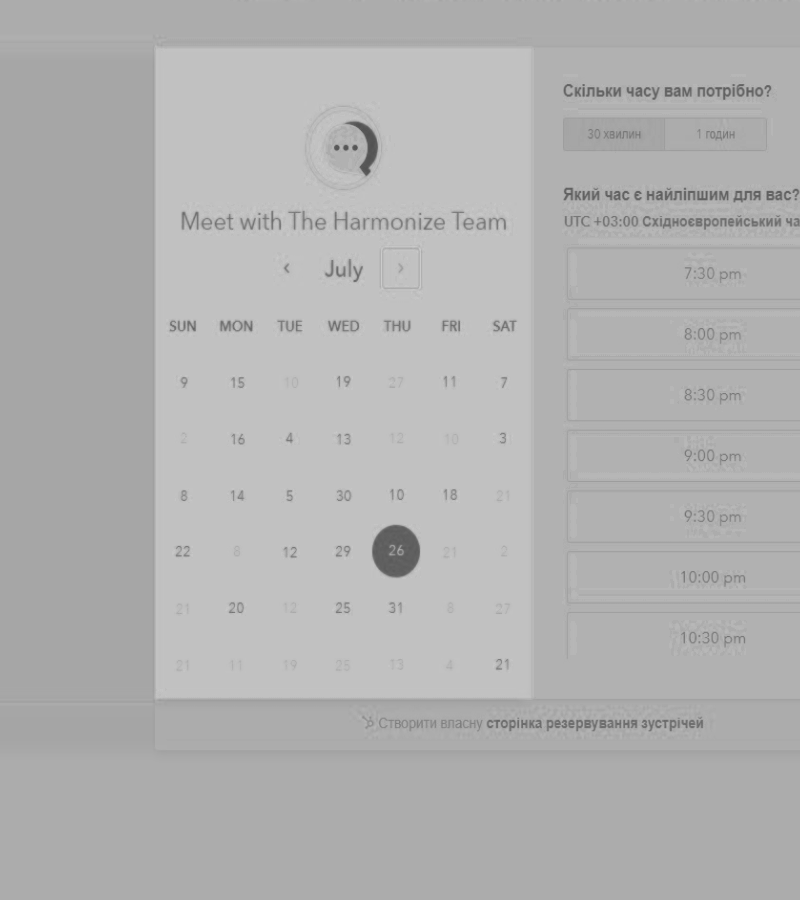 Meet with The Harmonize Team
July
SUN MON TUE WED THU FRI SAT
9 15 10 19 27 11 7
2 16 4 13 12 10 3
8 14 5 30 10 18 21
22 8 12 29 26 21 2
21 20 12 25 31 8 27
21 11 19 25 13 4 21
Скільки часу вам потрібно?
30 хвилин 1 годин
Який час є найліпшим для вас?
UTC +03:00 Східноєвропейський ча
7:30 pm
8:00 pm
8:30 pm
9:00 pm
9:30 pm
10:00 pm
10:30 pm
Створити власну сторінка резервування зустрічей